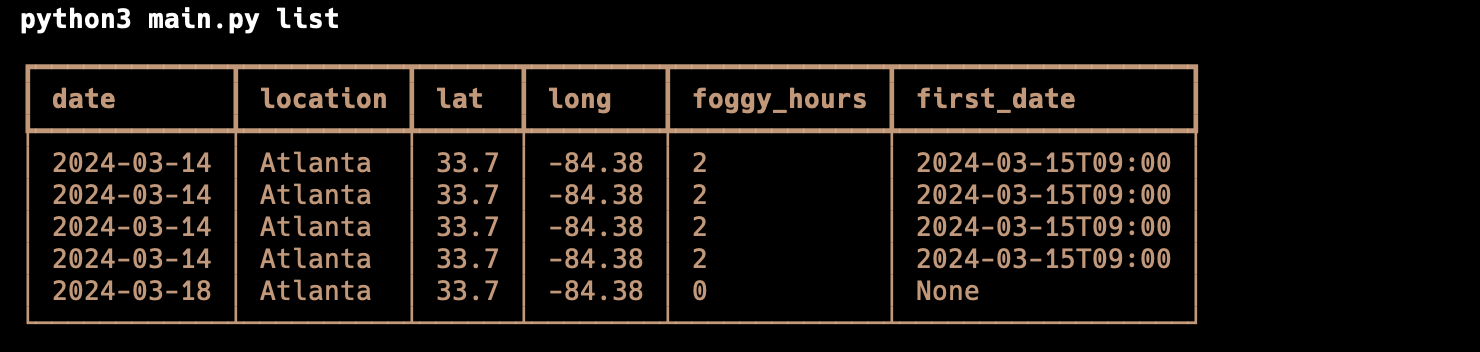 python3 main.py list
date location lat long foggy_hours first_date
2024-03-14 Atlanta 33.7 -84.38 2 2024-03-15T09:00
2024-03-14 Atlanta 33.7 -84.38 2 2024-03-15T09:00
2024-03-14 Atlanta 33.7 -84.38 2 2024-03-15T09:00
2024-03-14 Atlanta 33.7 -84.38 2 2024-03-15T09:00
2024-03-18 Atlanta 33.7 -84.38 0 None